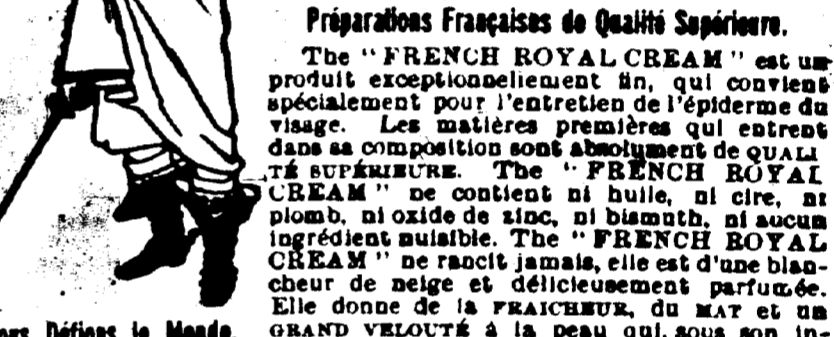 Préparations Françaises de Qualité Supérieure.
The “FRENCH ROYAL CREAM” est un
produit exceptionnellement fin, qui convient
spécialement pour l'entretien de l'épiderme du
visage. Les matières premières qui entrent
dans sa composition sont absolument de QUALI
TÉ SUPÉRIEURE. The “FRENCH ROYAL
CREAM” ne contient ni huile, ni cire, ni
plomb, ni oxide de zinc, ni bismuth, ni aucun
ingrédient nuisible. The “FRENCH ROYAL
CREAM” ne rancit jamais, elle est d'une blan-
cheur de neige et délicieusement parfumée.
Elle donne de la FRAICHEUR, du MAT et un
GRAND VELOUTÉ à la peau qui, sous son in-
Défions le Monde.